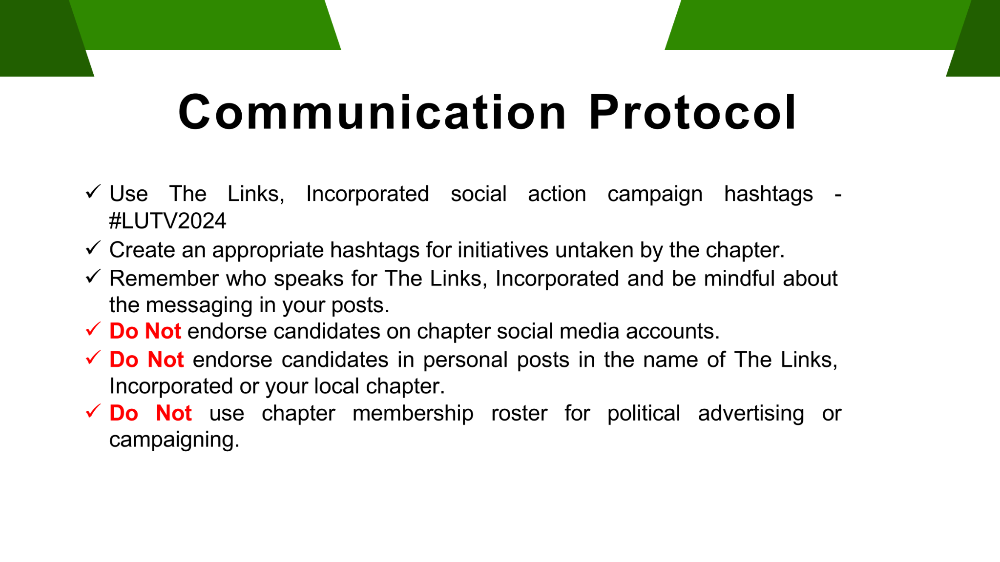 Communication Protocol
✓ Use The Links, Incorporated social action campaign hashtags -
#LUTV2024
✓ Create an appropriate hashtags for initiatives untaken by the chapter.
✓ Remember who speaks for The Links, Incorporated and be mindful about
the messaging in your posts.
✓ Do Not endorse candidates on chapter social media accounts.
✓ Do Not endorse candidates in personal posts in the name of The Links,
Incorporated or your local chapter.
✓ Do Not use chapter membership roster for political advertising or
campaigning.